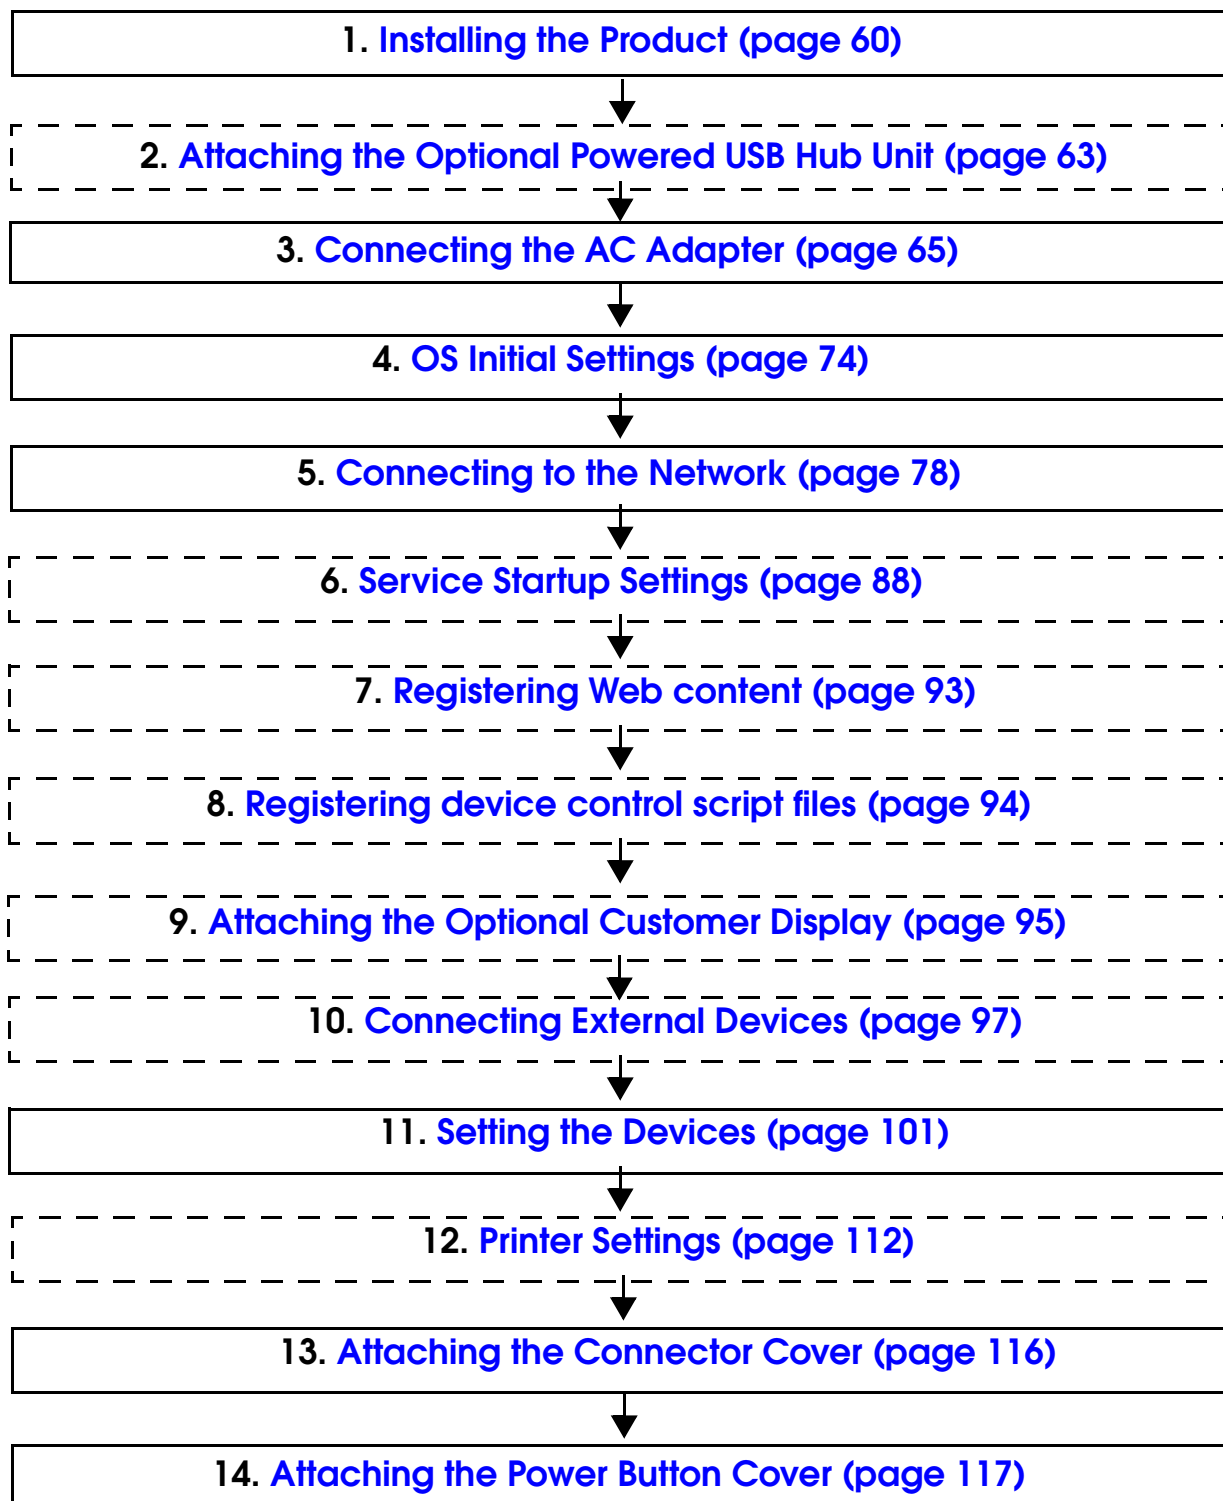 1. Installing the Product (page 60)
2. Attaching the Optional Powered USB Hub Unit (page 63)
3. Connecting the AC Adapter (page 65)
4. OS Initial Settings (page 74)
5. Connecting to the Network (page 78)
6. Service Startup Settings (page 88)
7. Registering Web content (page 93)
8. Registering device control script files (page 94)
9. Attaching the Optional Customer Display (page 95)
10. Connecting External Devices (page 97)
11. Setting the Devices (page 101)
12. Printer Settings (page 112)
13. Attaching the Connector Cover (page 116)
14. Attaching the Power Button Cover (page 117)